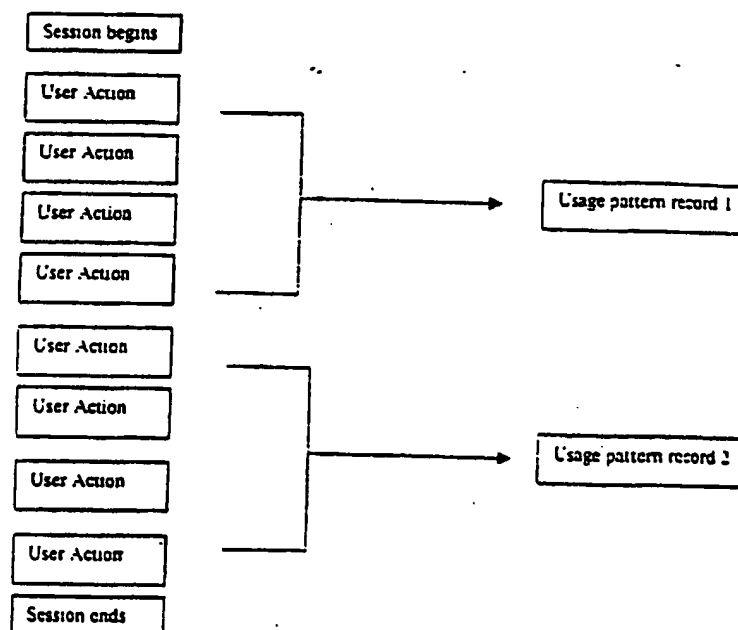 Session begins
User Action
User Action
User Action
User Action
Usage pattern record 1
User Action
User Action
User Action
User Action
Usage pattern record 2
Session ends